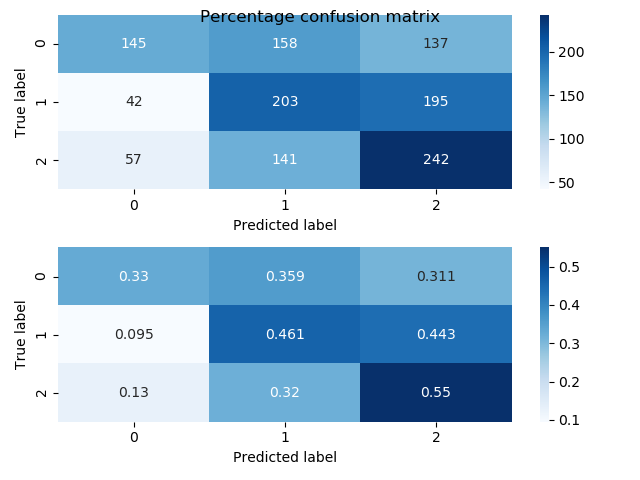 Percentage confusion matrix
0 145 158 137
1 42 203 195
2 57 141 242
0 1 2
Predicted label
True label
200
150
100
50
0 0.33 0.359 0.311
1 0.095 0.461 0.443
2 0.13 0.32 0.55
0 1 2
Predicted label
True label
0.5
0.4
0.3
0.2
0.1